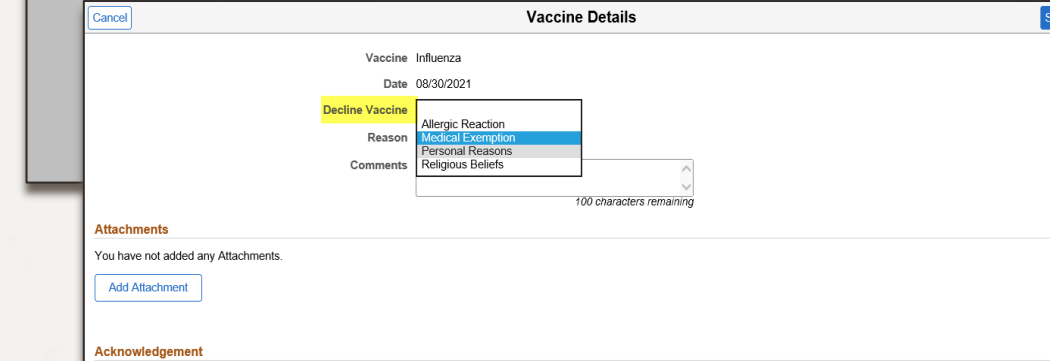 Cancel
Vaccine Details
S
Vaccine Influenza
Date 08/30/2021
Decline Vaccine
Allergic Reaction
Reason Medical Exemption
Personal Reasons
Comments Religious Beliefs
100 characters remaining
Attachments
You have not added any Attachments.
Add Attachment
Acknowledgement